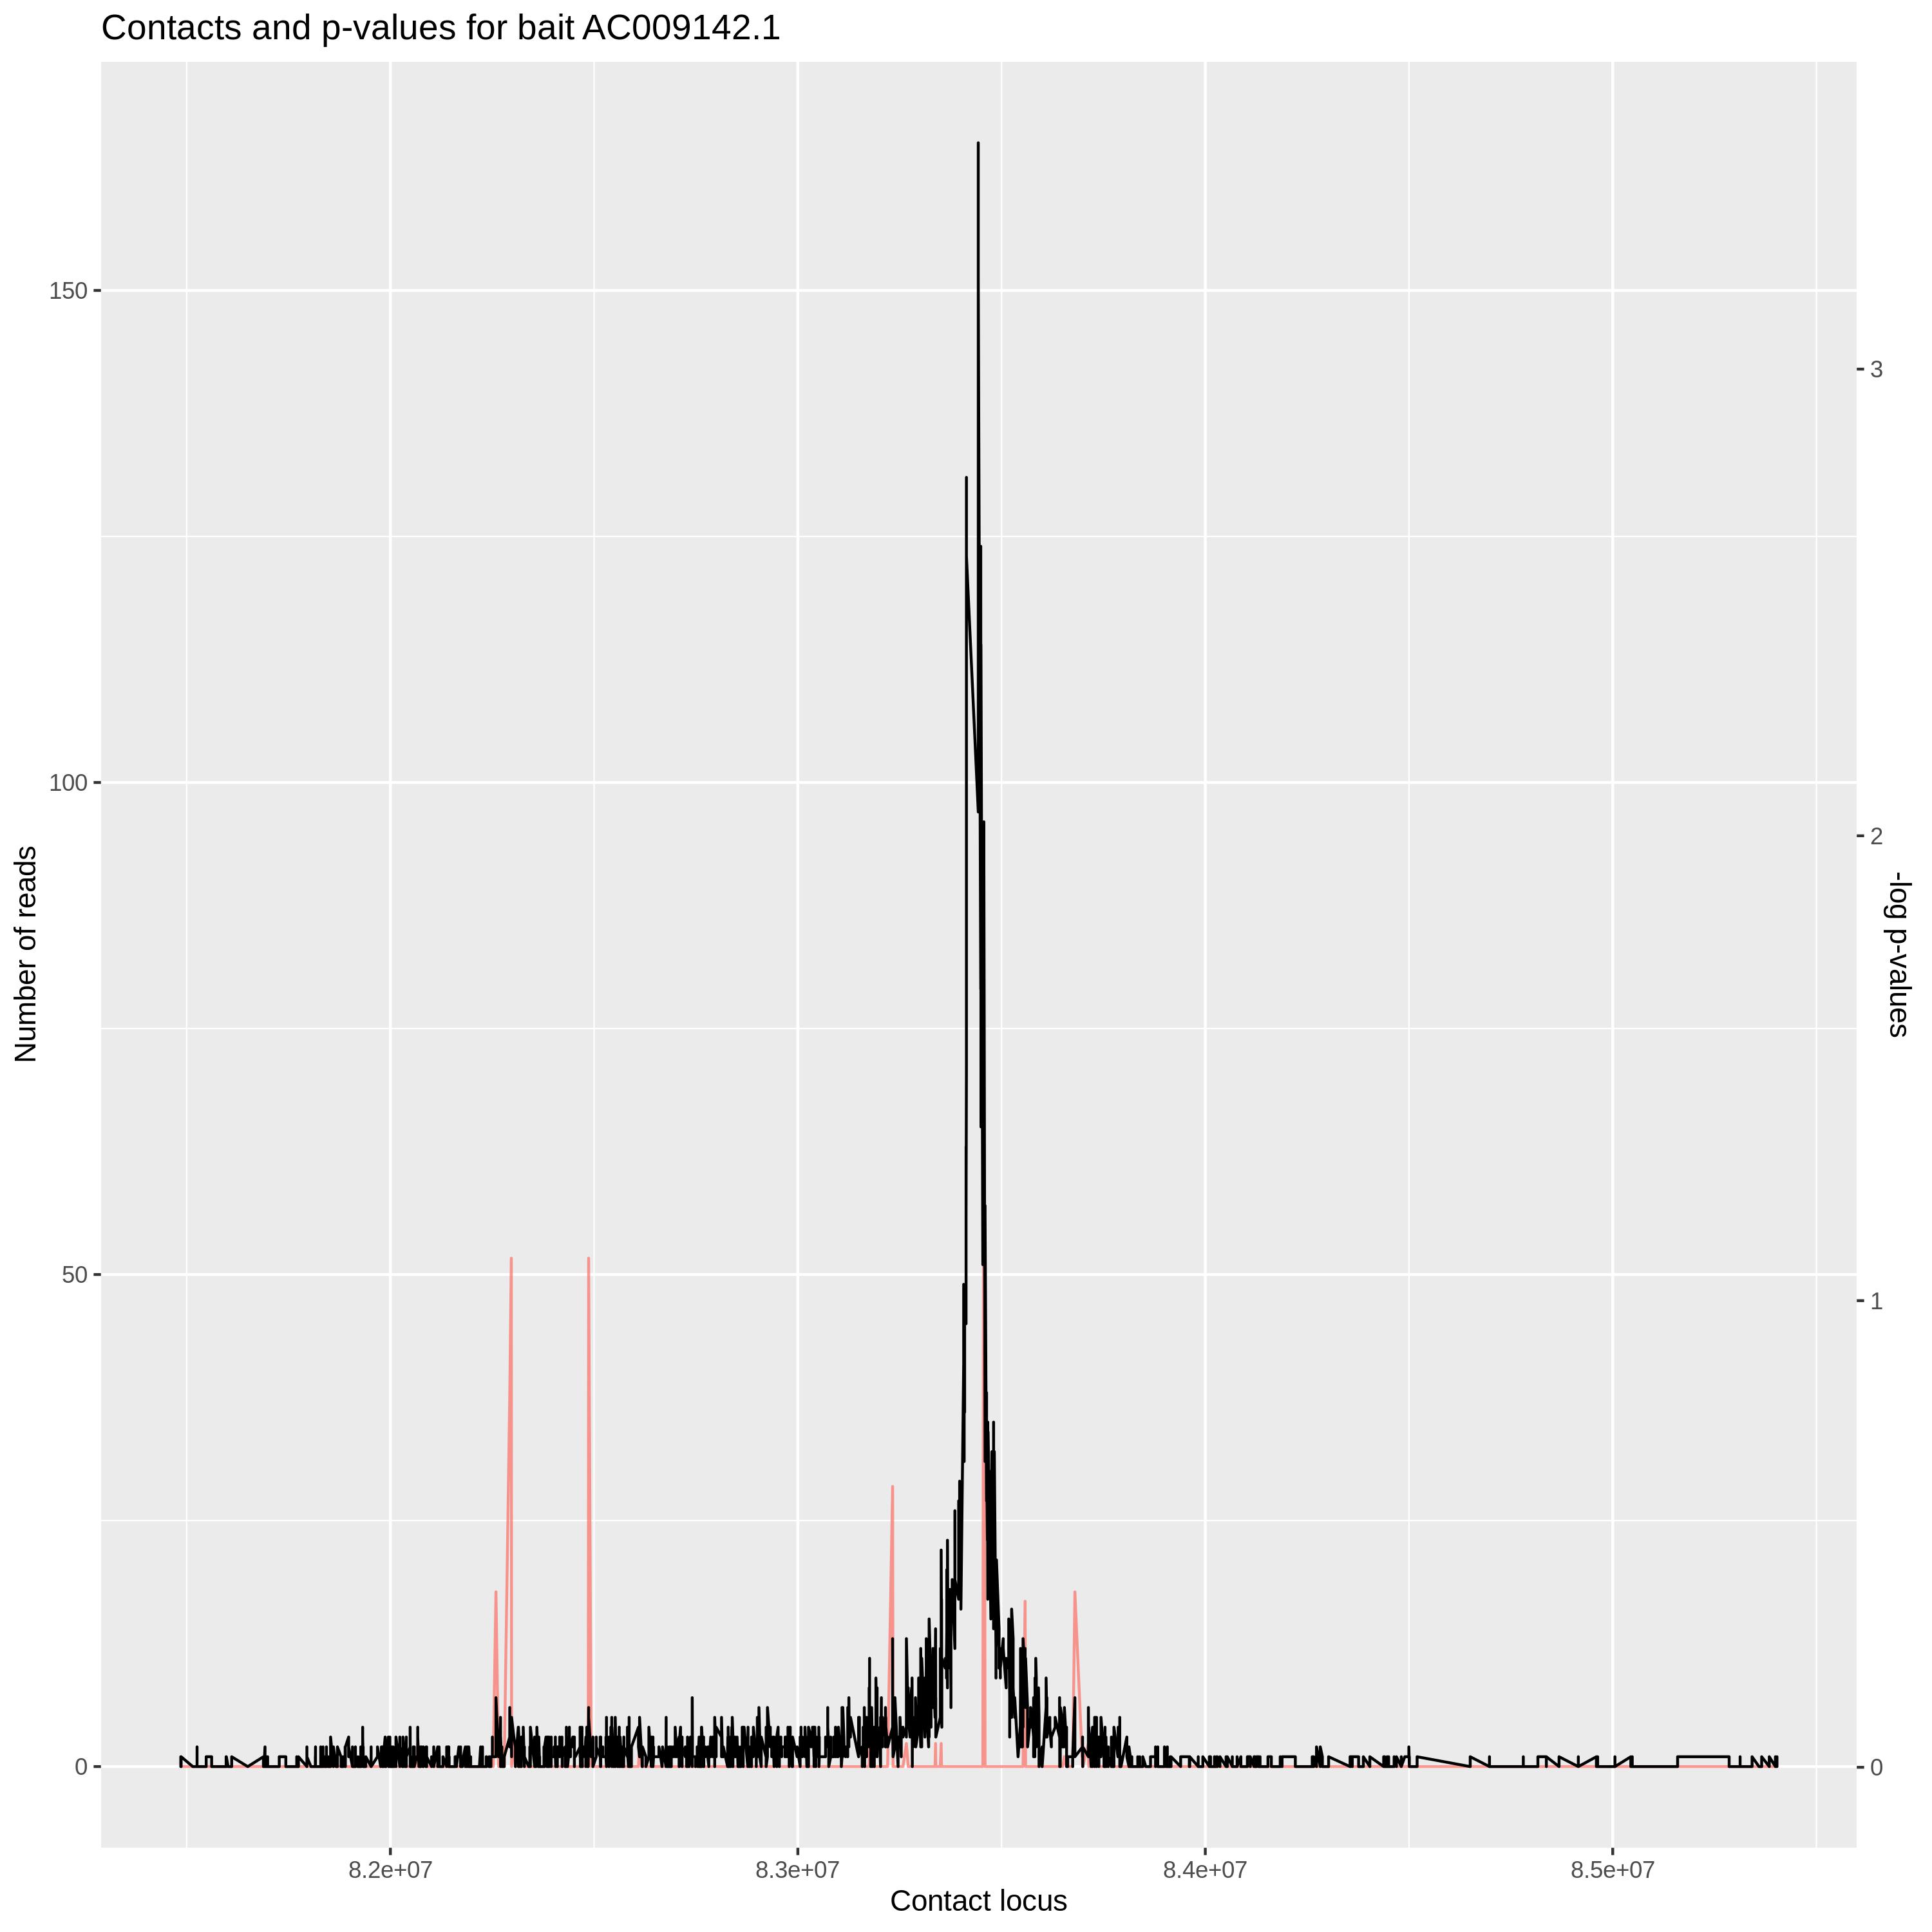 Contacts and p-values for bait AC009142.1
150
100
50
0
3
2
1
0
Number of reads
-log p-values
8.2e+07 8.3e+07 8.4e+07 8.5e+07
Contact locus